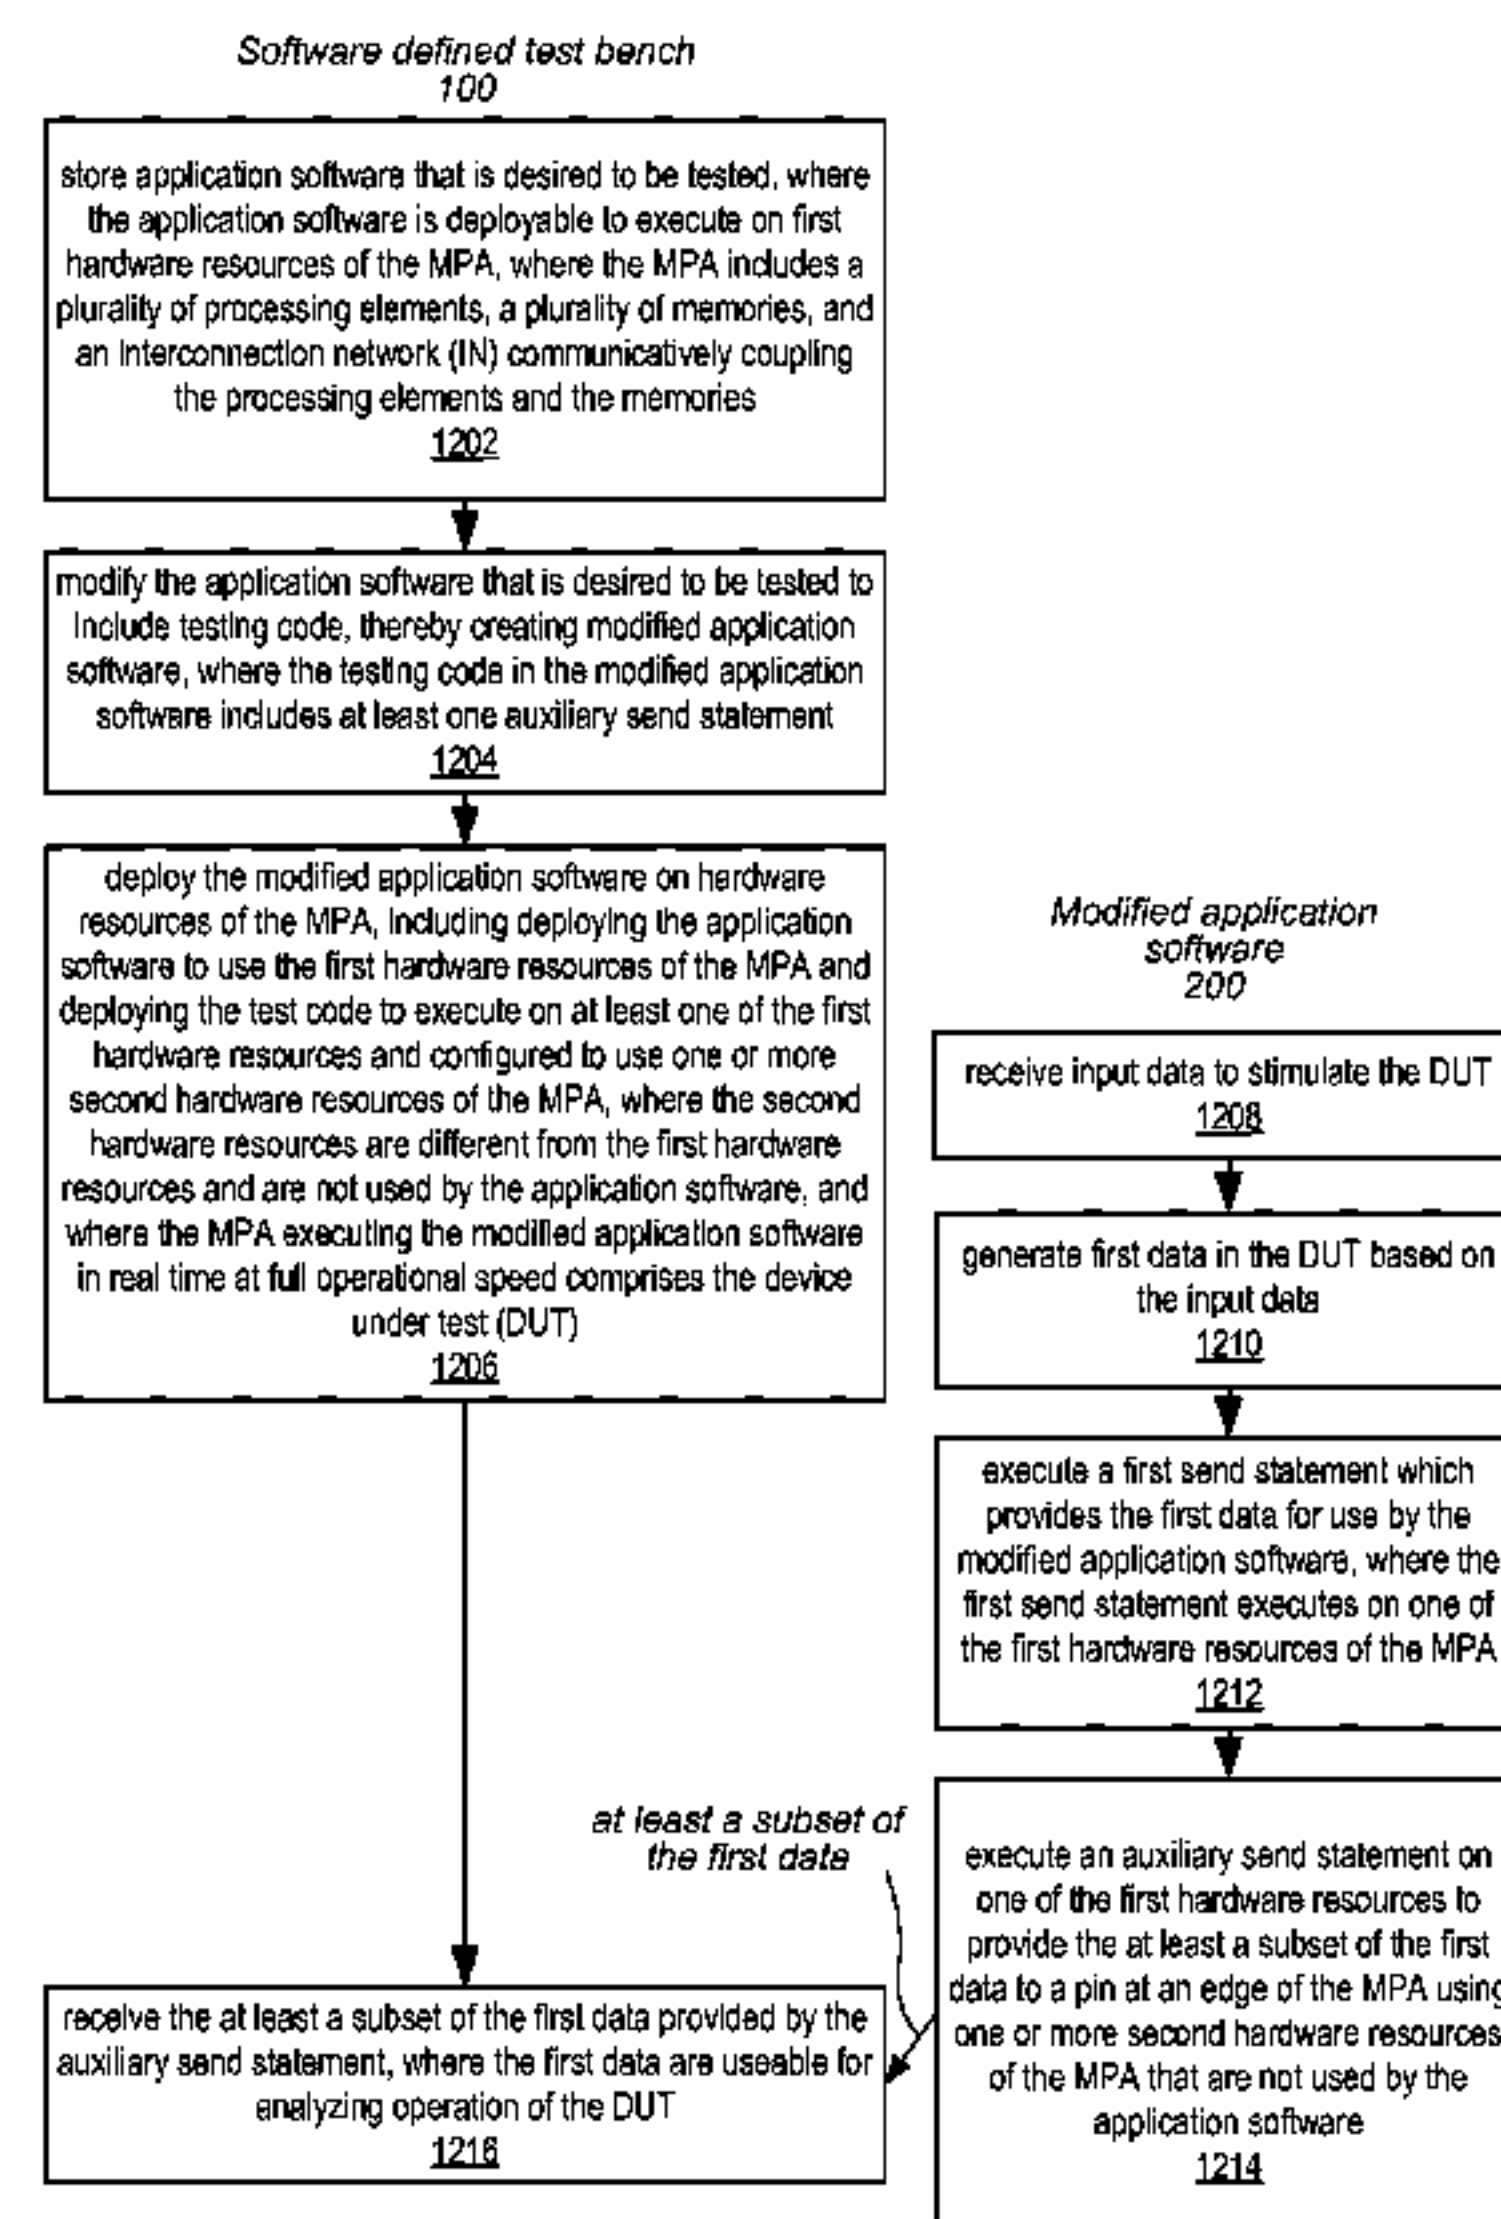 Software defined test bench
100
store application software that is desired to be tested, where
the application software is deployable to execute on first
hardware resources of the MPA, where the MPA includes a
plurality of processing elements, a plurality of memories, and
an Interconnection network (IN) communicatively coupling
the processing elements and the memories
1202
modify the application software that is desired to be tested to
include testing code, thereby creating modified application
software, where the testing code in the modified application
software includes at least one auxiliary send statement
1204
deploy the modified application software on hardware
resources of the MPA, including deploying the application
software to use the first hardware resources of the MPA and
deploying the test code to execute on at least one of the first
hardware resources and configured to use one or more
second hardware resources of the MPA, where the second
hardware resources are different from the first hardware
resources and are not used by the application software, and
where the MPA executing the modified application software
in real time at full operational speed comprises the device
under test (DUT)
1206
Modified application
software
200
receive input data to stimulate the DUT
1208
generate first data in the DUT based on
the input data
1210
execute a first send statement which
provides the first data for use by the
modified application software, where the
first send statement executes on one of
the first hardware resources of the MPA
1212
at least a subset of
the first data
execute an auxiliary send statement on
one of the first hardware resources to
provide the at least a subset of the first
data to a pin at an edge of the MPA using
one or more second hardware resources
of the MPA that are not used by the
application software
1214
receive the at least a subset of the first data provided by the
auxiliary send statement, where the first data are useable for
analyzing operation of the DUT
1216